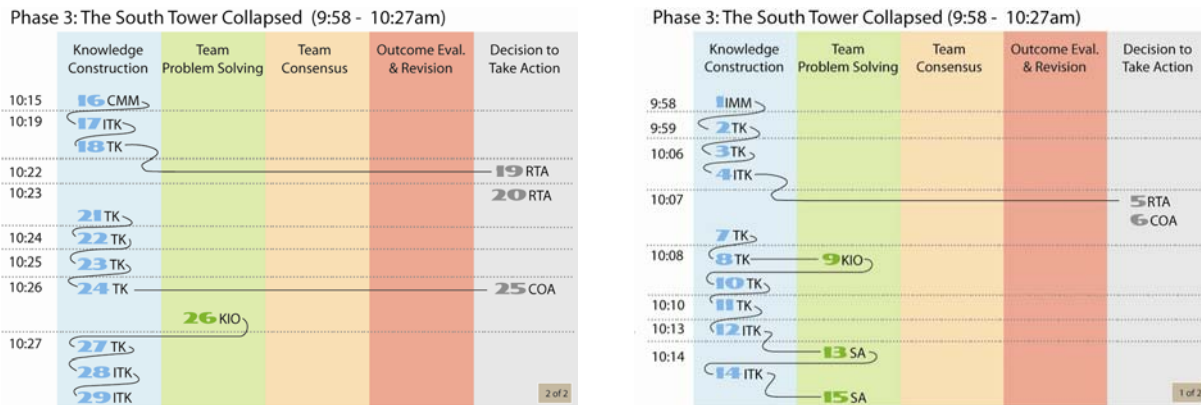 Phase 3: The South Tower Collapsed (9:58 - 10:27am)
Knowledge Construction
Team Problem Solving
Team Consensus
Outcome Eval. & Revision
Decision to Take Action
10:15
16 CMM
10:19
17 ITK
18 TK
10:22
19 RTA
10:23
20 RTA
21 TK
10:24
22 TK
10:25
23 TK
10:26
24 TK
25 COA
26 KIO
10:27
27 TK
28 ITK
29 ITK
2 of 2
Phase 3: The South Tower Collapsed (9:58 - 10:27am)
Knowledge Construction
Team Problem Solving
Team Consensus
Outcome Eval. & Revision
Decision to Take Action
9:58
1 IMM
9:59
2 TK
10:06
3 TK
4 ITK
10:07
5 RTA
6 COA
7 TK
10:08
8 TK
9 KIO
10 TK
10:10
11 TK
10:13
12 ITK
13 SA
10:14
14 ITK
15 SA
1 of 2